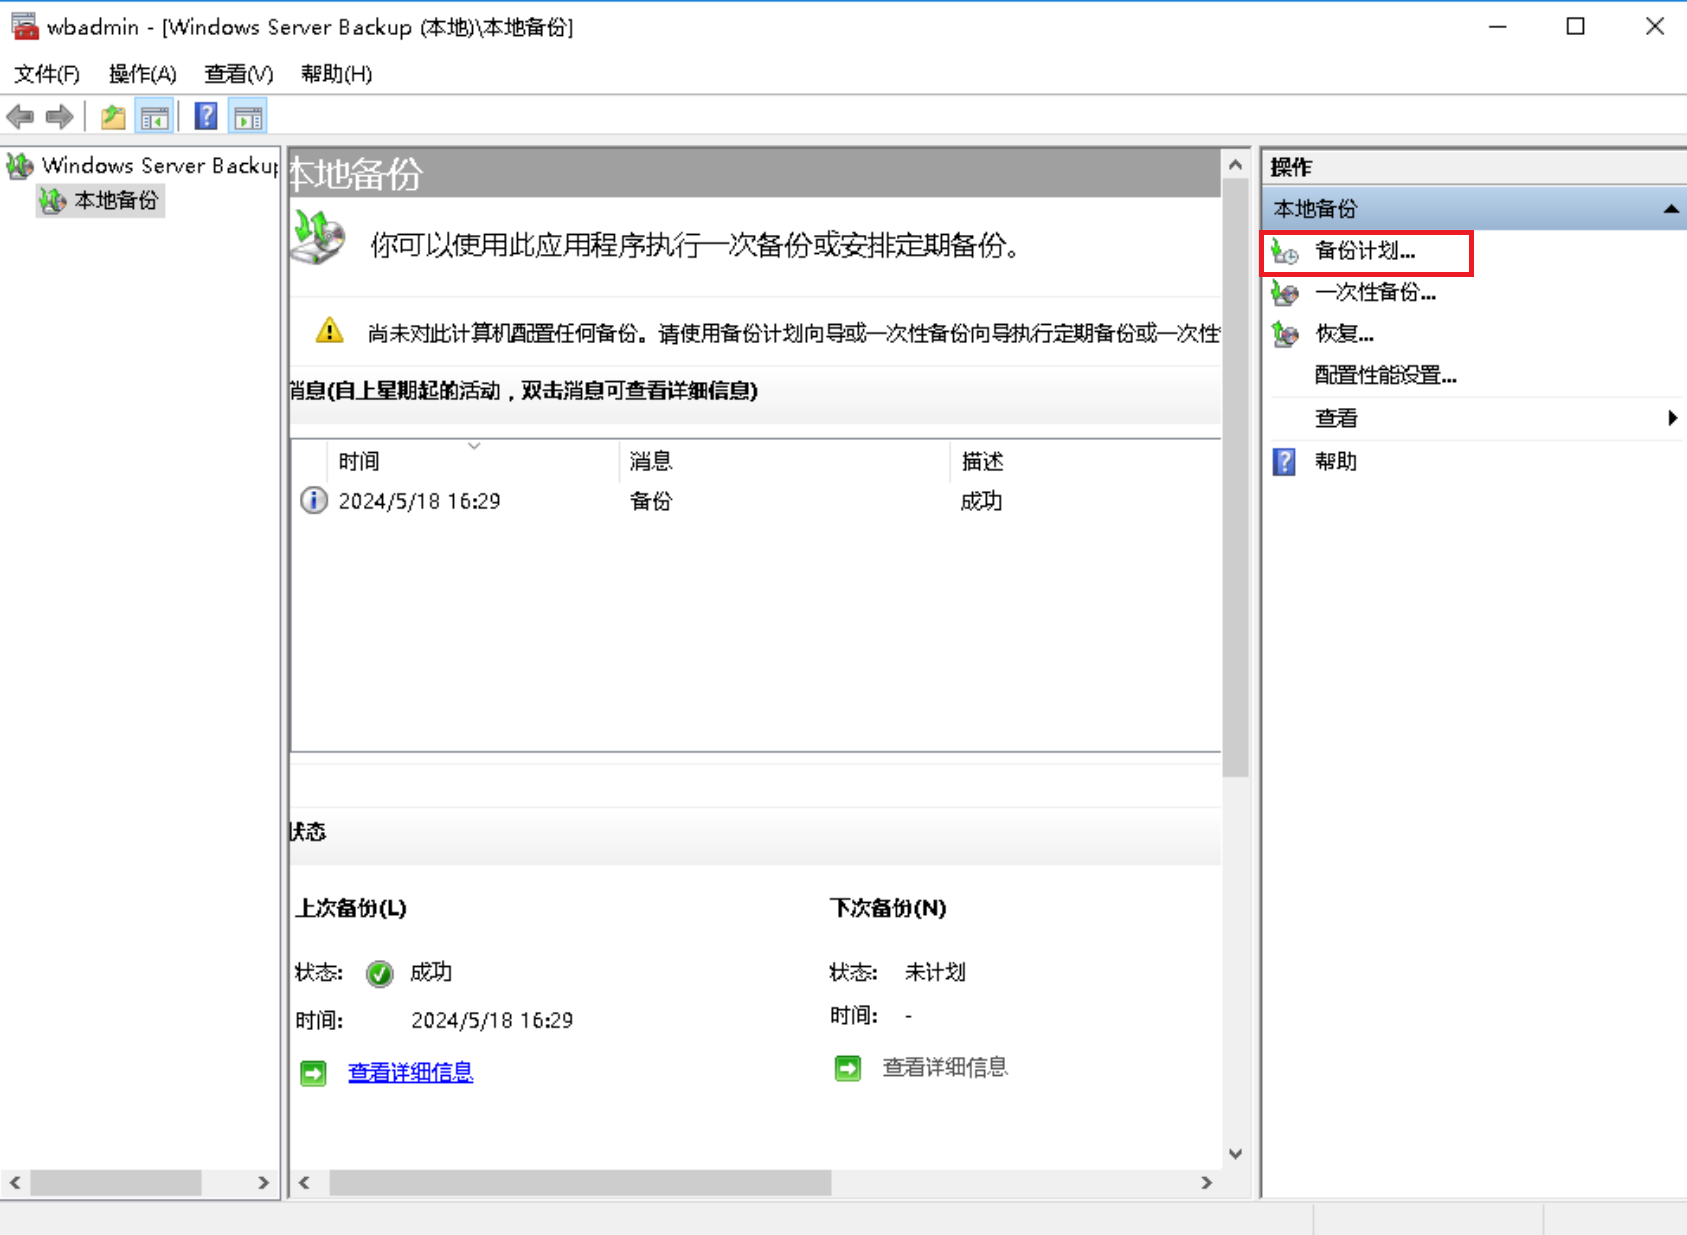 wbadmin - [Windows Server Backup (本地)\本地备份]
文件(F) 操作(A) 查看(V) 帮助(H)
Windows Server Backup
本地备份
本地备份
你可以使用此应用程序执行一次备份或安排定期备份。
尚未对此计算机配置任何备份。请使用备份计划向导或一次性备份向导执行定期备份或一次性
消息(自上星期起的活动，双击消息可查看详细信息)
时间 消息 描述
2024/5/18 16:29 备份 成功
状态
上次备份(L)
状态: 成功
时间: 2024/5/18 16:29
查看详细信息
下次备份(N)
状态: 未计划
时间: -
查看详细信息
操作
本地备份
备份计划...
一次性备份...
恢复...
配置性能设置...
查看
帮助